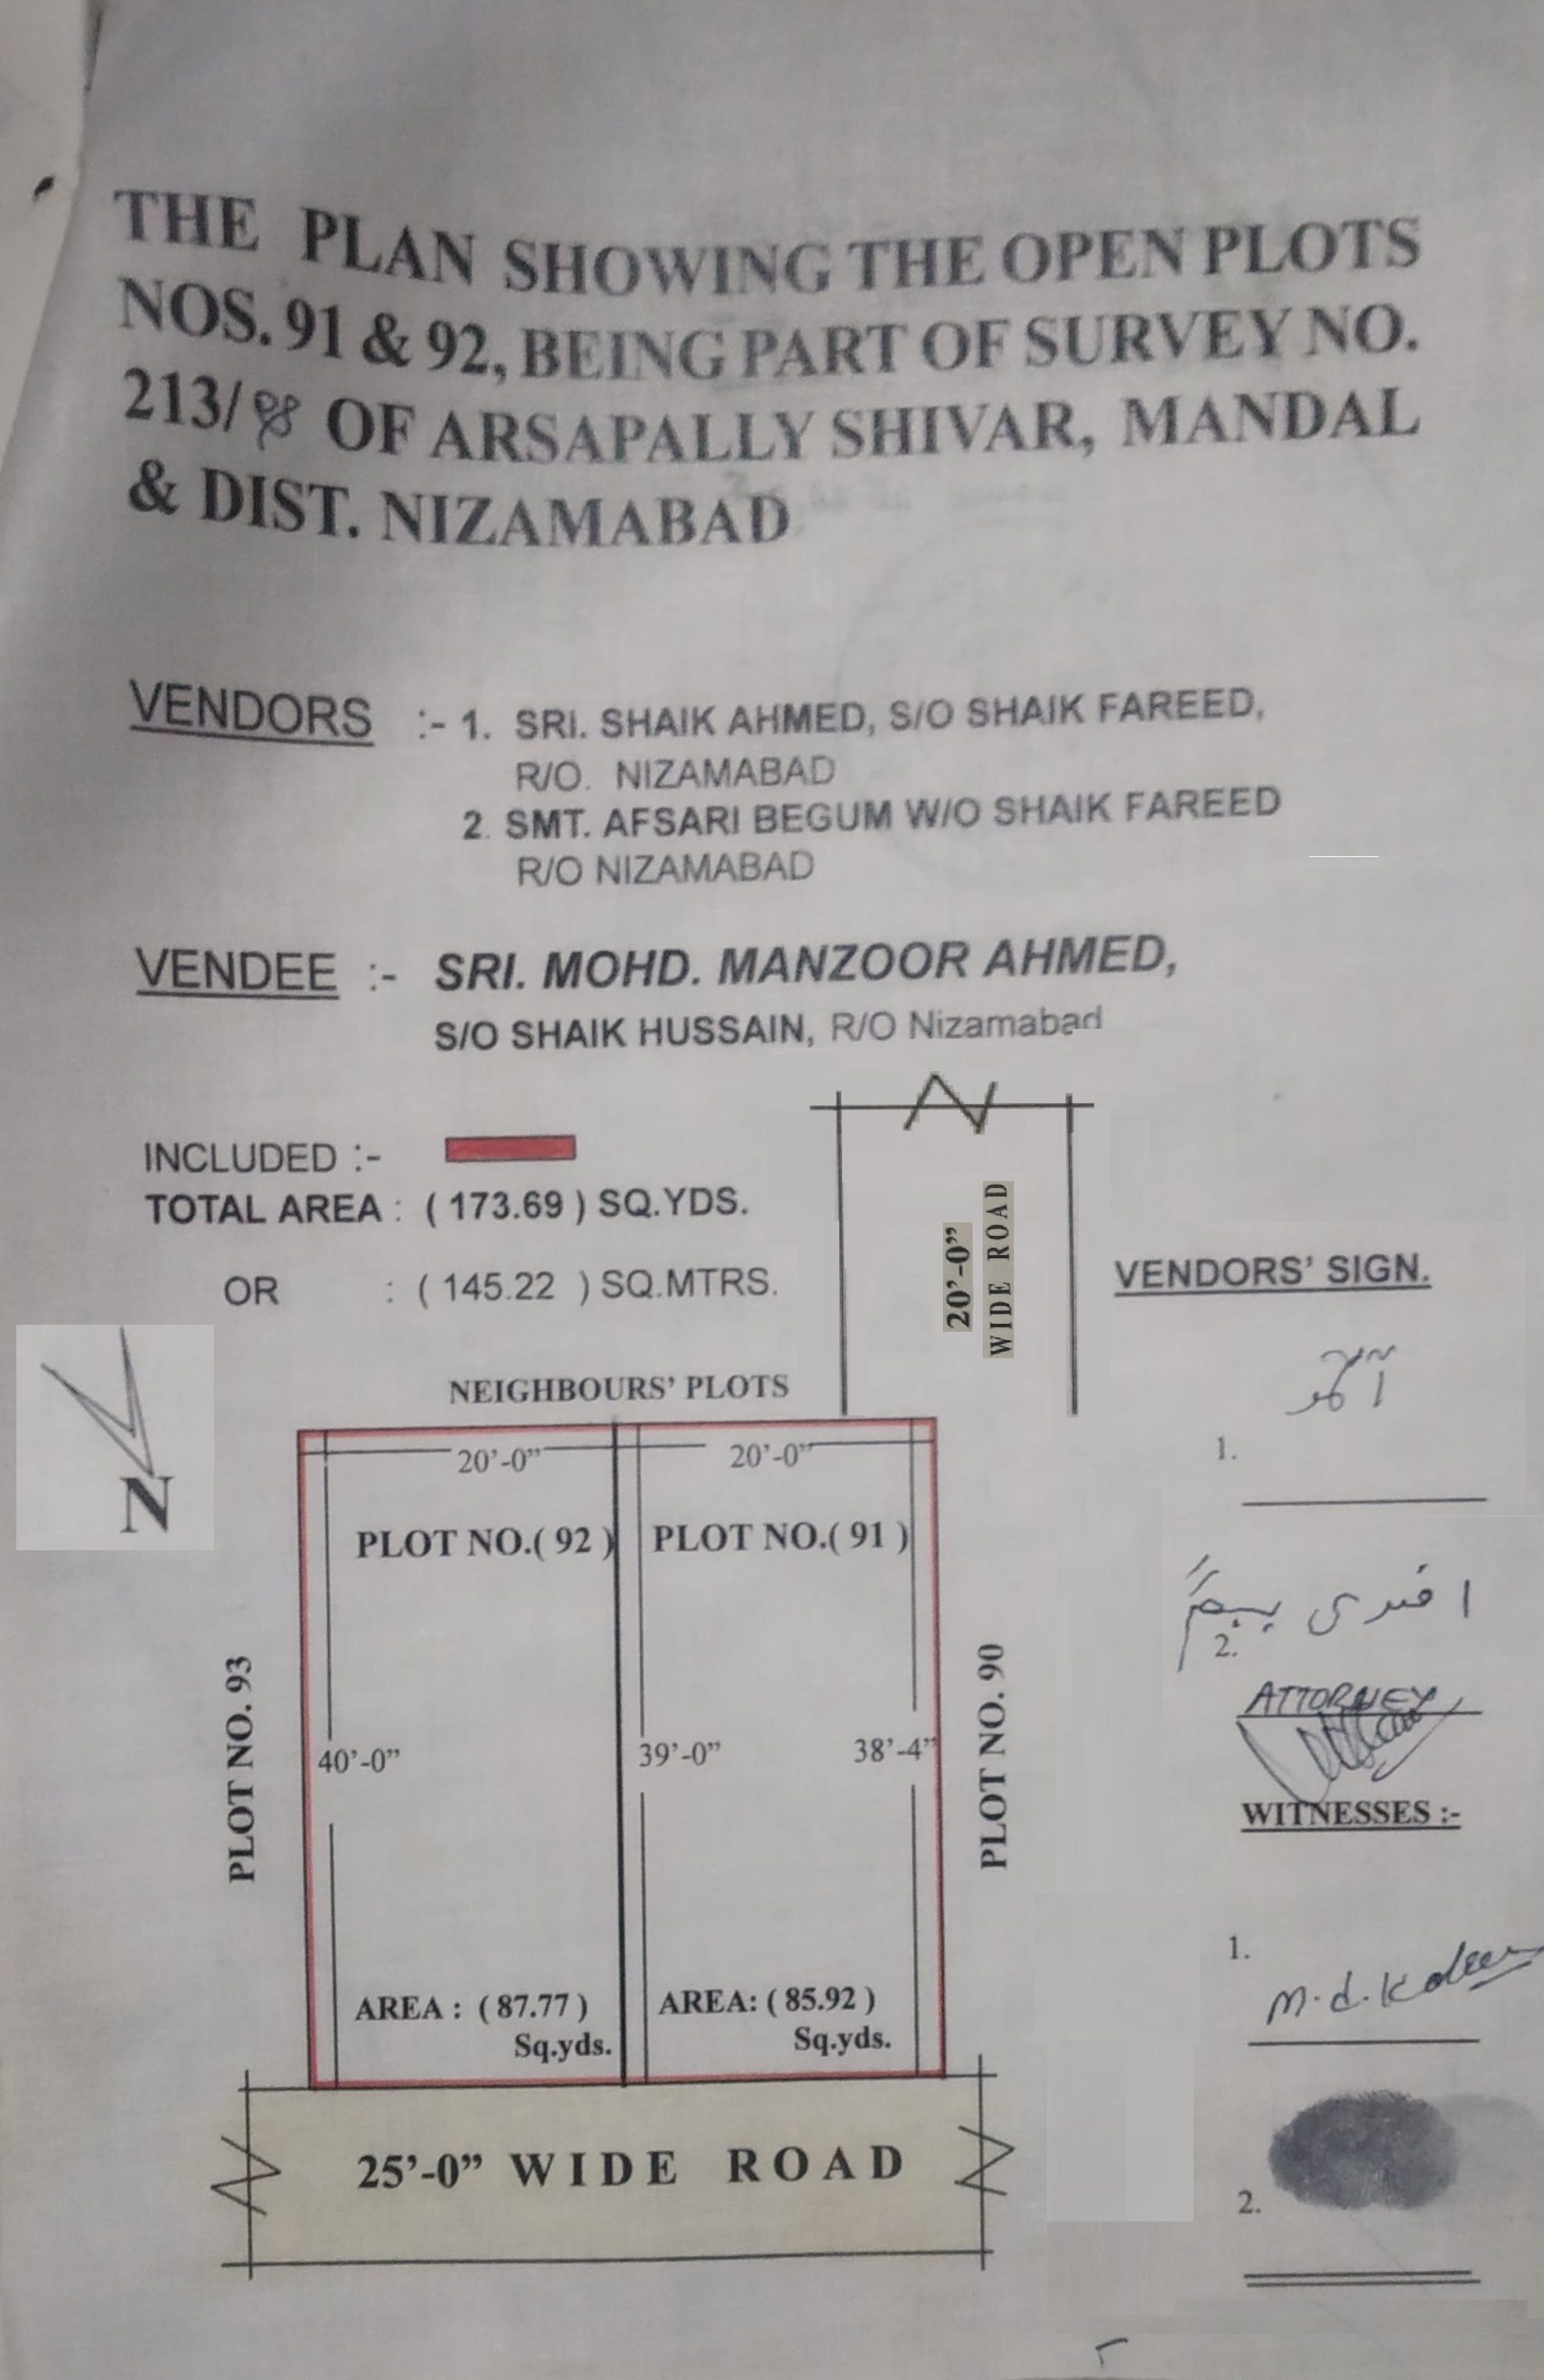 THE PLAN SHOWING THE OPEN PLOTS
NOS. 91 & 92, BEING PART OF SURVEY NO.
213/ OF ARSAPALLY SHIVAR, MANDAL
& DIST. NIZAMABAD
VENDORS :- 1. SRI. SHAIK AHMED, S/O SHAIK FAREED,
R/O. NIZAMABAD
2. SMT. AFSARI BEGUM W/O SHAIK FAREED
R/O NIZAMABAD
VENDEE :- SRI. MOHD. MANZOOR AHMED,
S/O SHAIK HUSSAIN, R/O Nizamabad
INCLUDED :-
TOTAL AREA : ( 173.69 ) SQ.YDS.
OR : ( 145.22 ) SQ.MTRS.
N
20'-0"
WIDE ROAD
NEIGHBOURS' PLOTS
20'-0" 20'-0"
PLOT NO.( 92 ) PLOT NO.( 91 )
PLOT NO. 93
40'-0" 39'-0" 38'-4"
PLOT NO. 90
AREA : ( 87.77 ) AREA: ( 85.92 )
Sq.yds. Sq.yds.
25'-0" WIDE ROAD
VENDORS' SIGN.
1.
افسری بیگم
2.
ATTORNEY
WITNESSES :-
1.
M.d. Kaleem
2.